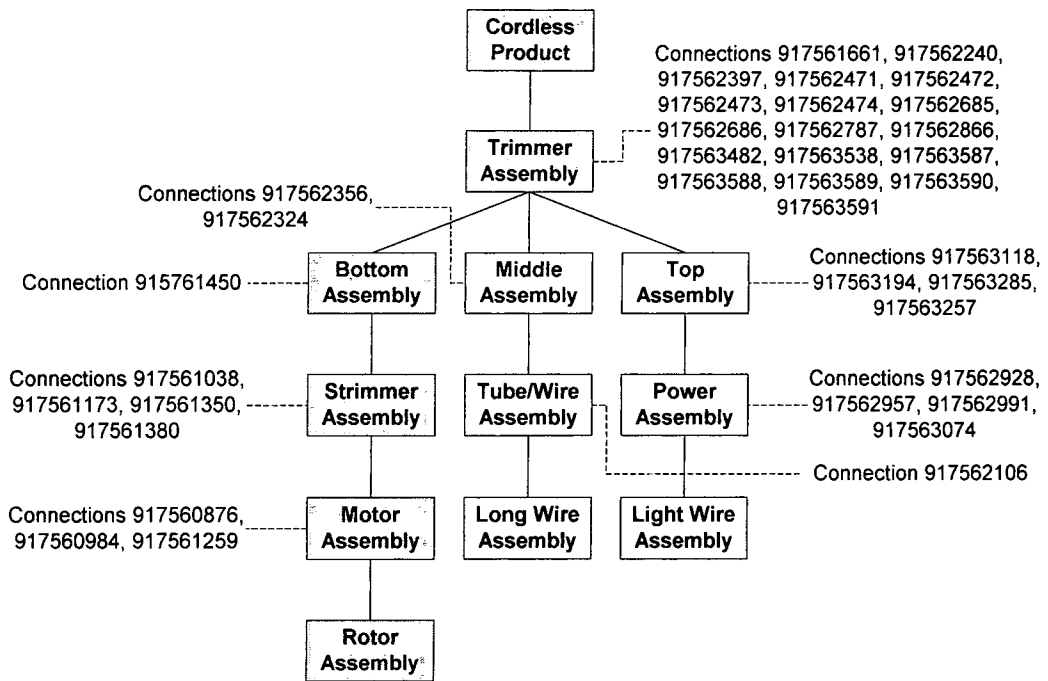 Cordless
Product
Connections 917561661, 917562240,
917562397, 917562471, 917562472,
917562473, 917562474, 917562685,
917562686, 917562787, 917562866,
917563482, 917563538, 917563587,
917563588, 917563589, 917563590,
917563591
Trimmer
Assembly
Connections 917562356,
917562324
Connection 915761450
Bottom
Assembly
Middle
Assembly
Top
Assembly
Connections 917563118,
917563194, 917563285,
917563257
Connections 917561038,
917561173, 917561350,
917561380
Strimmer
Assembly
Tube/Wire
Assembly
Power
Assembly
Connections 917562928,
917562957, 917562991,
917563074
Connection 917562106
Connections 917560876,
917560984, 917561259
Motor
Assembly
Long Wire
Assembly
Light Wire
Assembly
Rotor
Assembly